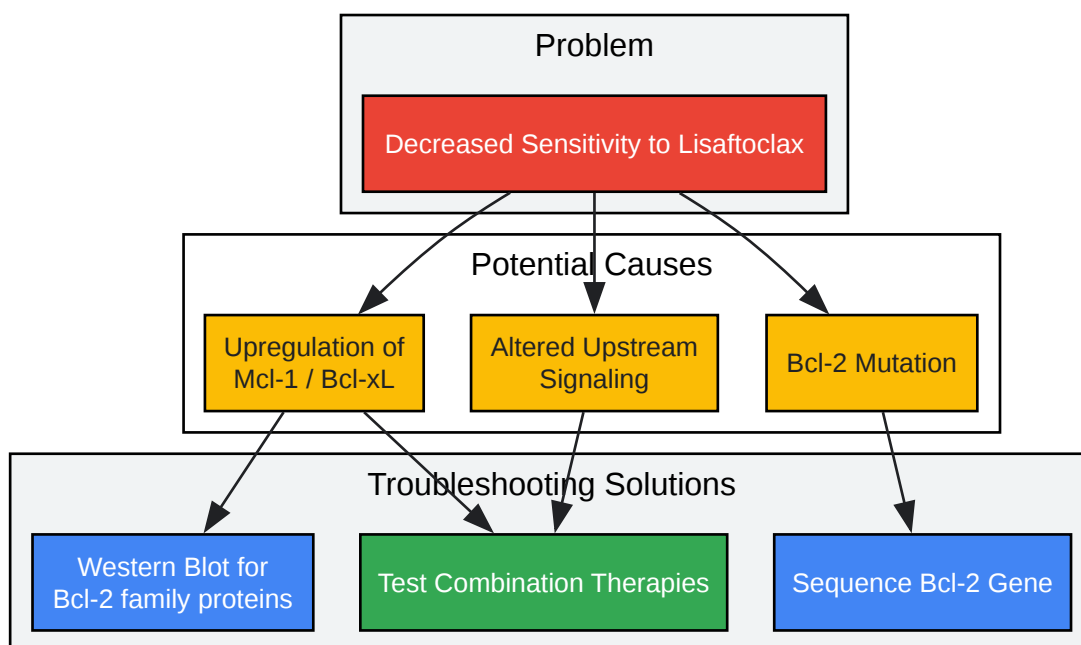 Problem
Decreased Sensitivity to Lisaftoclax
Potential Causes
Upregulation of
Mcl-1 / Bcl-xL
Altered Upstream
Signaling
Bcl-2 Mutation
Troubleshooting Solutions
Western Blot for
Bcl-2 family proteins
Test Combination Therapies
Sequence Bcl-2 Gene